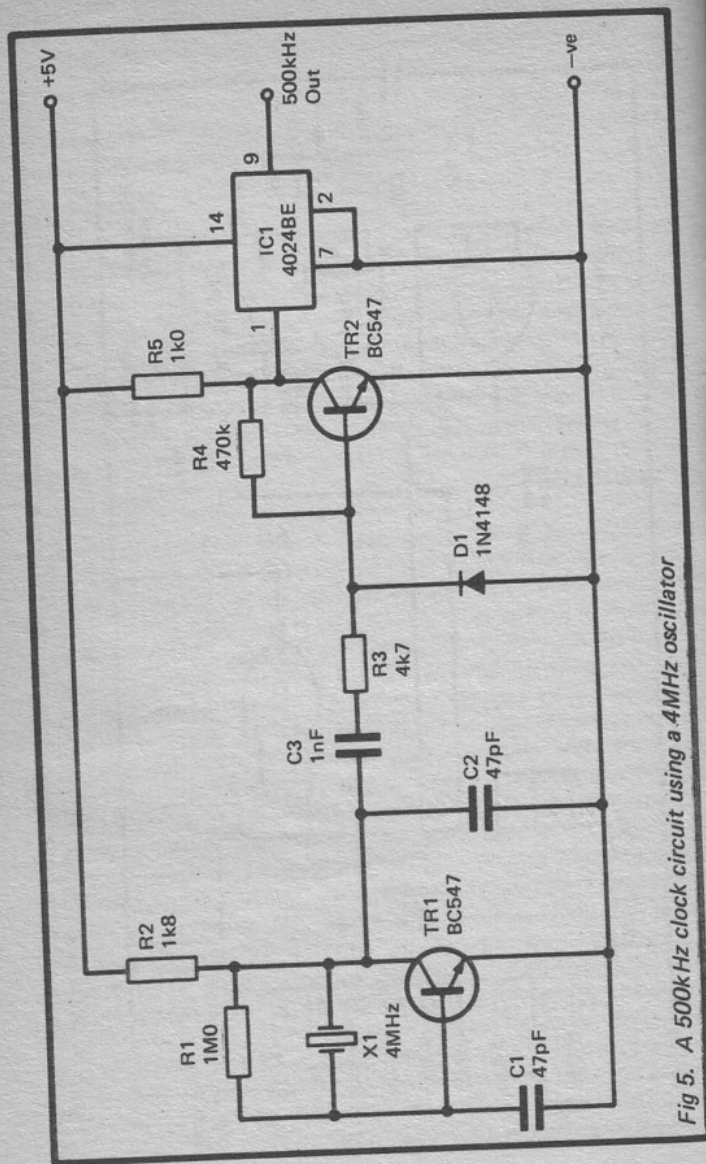 +5V
R2
1k8
R1
1M0
X1
4MHz
TR1
BC547
C1
47pF
C2
47pF
C3
1nF
R3
4k7
D1
1N4148
R4
470k
R5
1k0
TR2
BC547
1
14
IC1
4024BE
7
2
9
500kHz
Out
−ve
Fig 5. A 500kHz clock circuit using a 4MHz oscillator